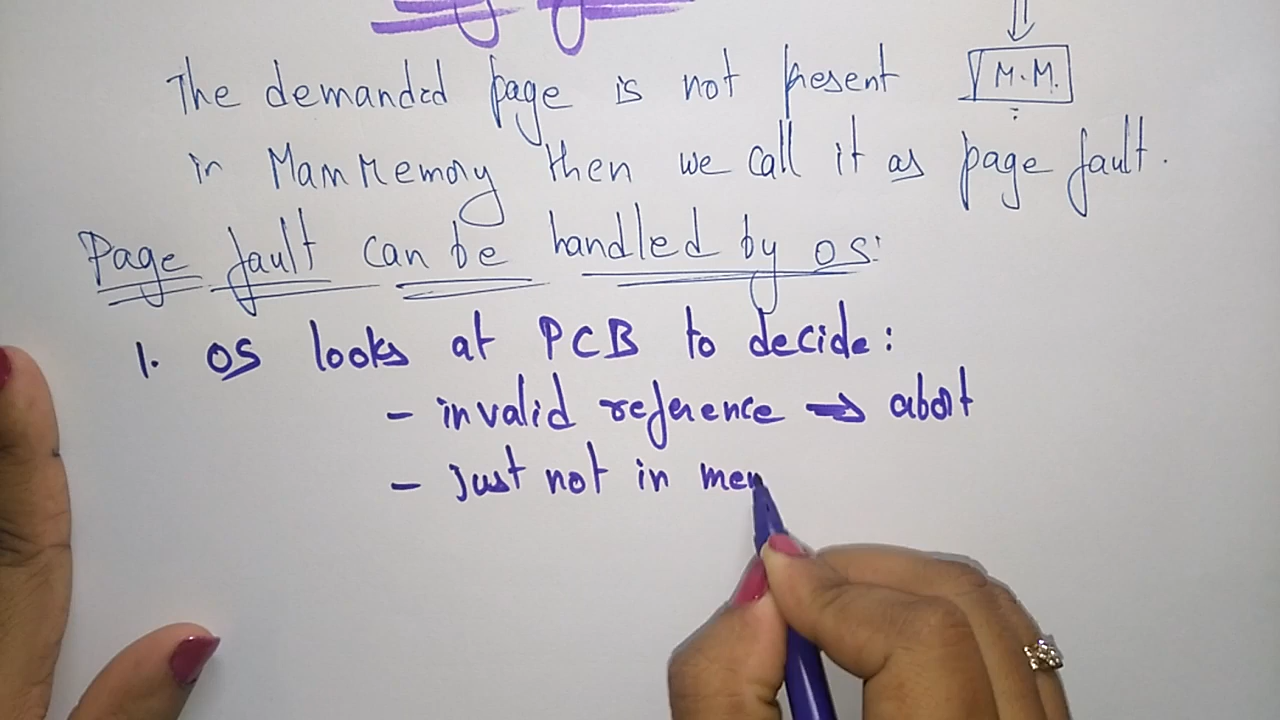 The demanded page is not present
M.M.
in Main Memory then we call it as page fault.
Page fault can be handled by OS:
1. OS looks at PCB to decide:
- invalid reference → abort
- Just not in mem